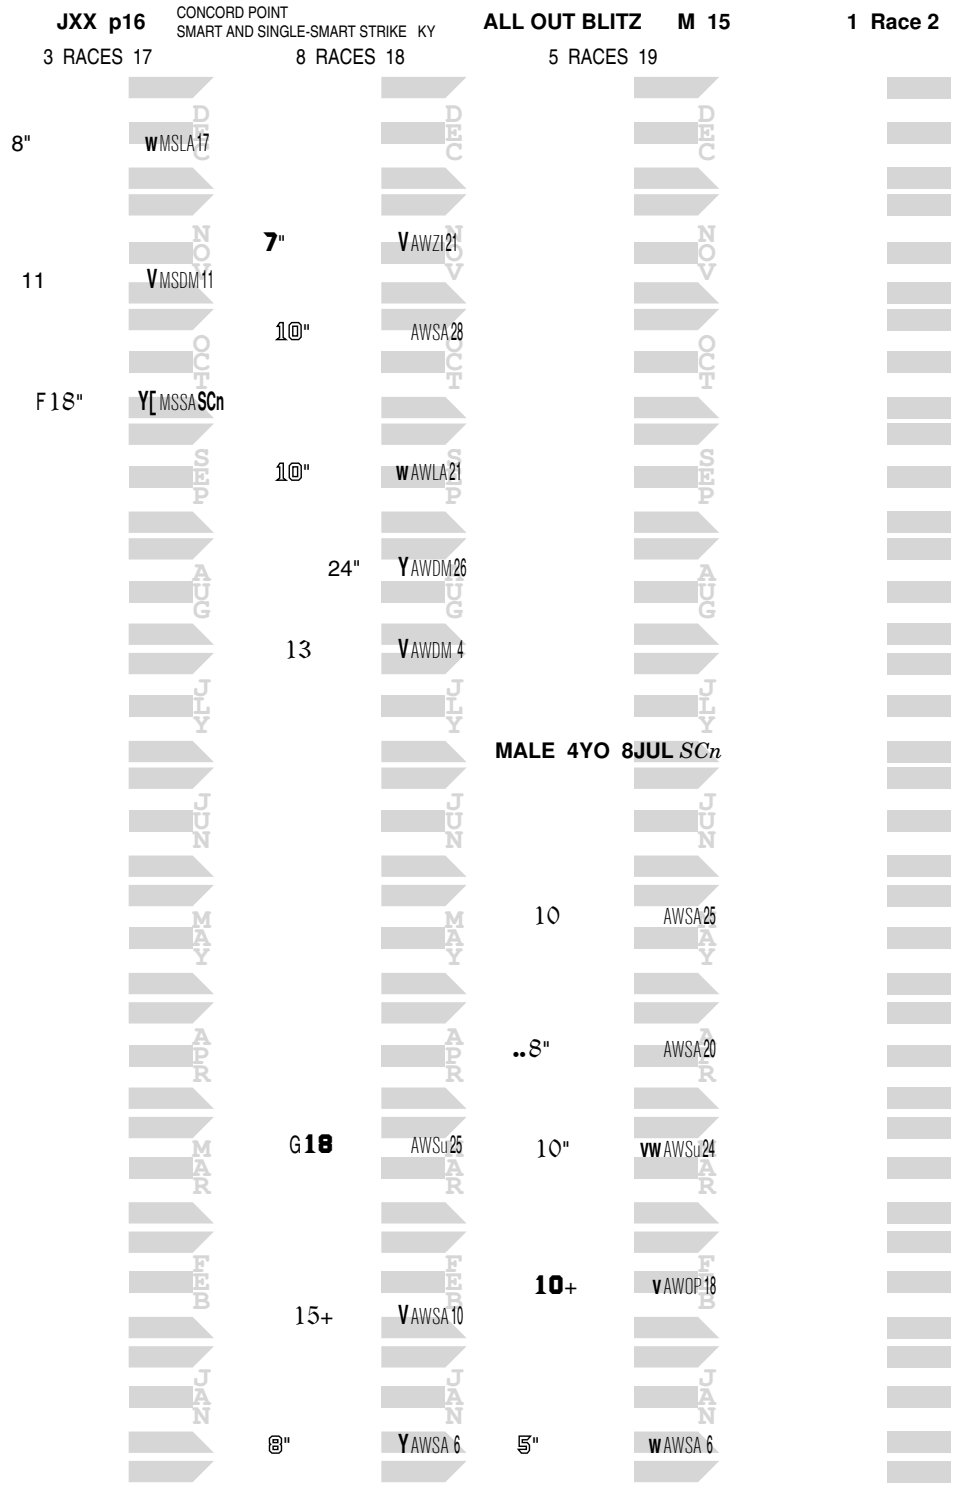 JXX p16 CONCORD POINT ALL OUT BLITZ M 15 1 Race 2
SMART AND SINGLE-SMART STRIKE KY
3 RACES 17 8 RACES 18 5 RACES 19
DEC DEC DEC
8" wMSLA17
NOV NOV NOV
7" VAWZI21
11 VMSDM11
10" AWSA28
OCT OCT OCT
F18" Y[MSSASCn
SEP SEP SEP
10" wAWLA21
24" YAWDM26
AUG AUG AUG
13 VAWDM 4
JLY JLY JLY
MALE 4YO 8JUL SCn
JUN JUN JUN
10 AWSA25
MAY MAY MAY
..8" AWSA20
APR APR APR
G18 AWSu25 10" vwAWSu24
MAR MAR MAR
10+ vAWOP18
FEB FEB FEB
15+ VAWSA10
JAN JAN JAN
8" YAWSA 6 5" wAWSA 6